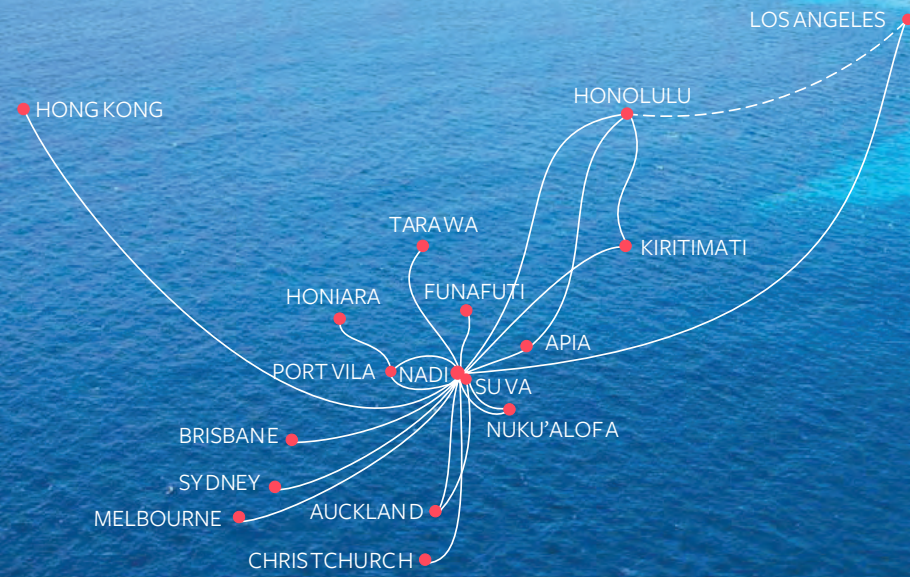 LOS ANGELES
HONOLULU
HONG KONG
TARAWA
KIRITIMATI
HONIARA
FUNAFUTI
APIA
PORT VILA
NADI
SUVA
NUKU'ALOFA
BRISBANE
SYDNEY
MELBOURNE
AUCKLAND
CHRISTCHURCH